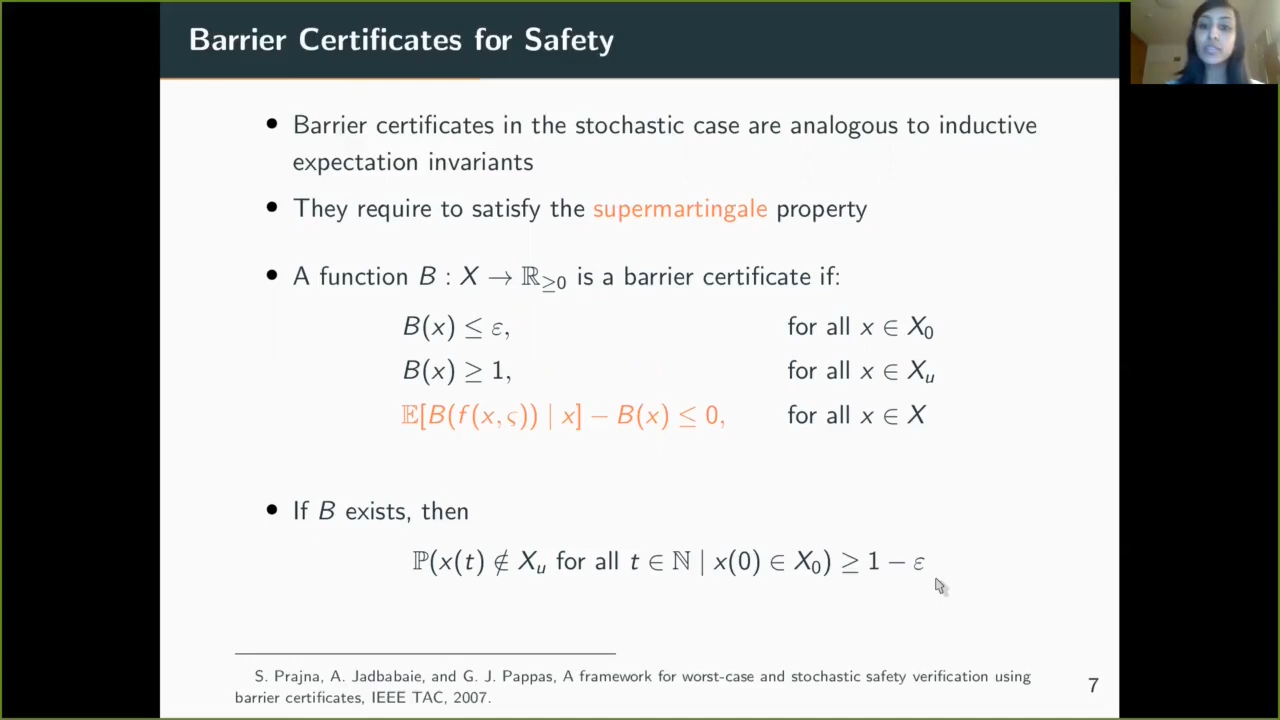 Barrier Certificates for Safety
• Barrier certificates in the stochastic case are analogous to inductive
expectation invariants
• They require to satisfy the supermartingale property
• A function B : X → ℝ≥0 is a barrier certificate if:
B(x) ≤ ε, for all x ∈ X₀
B(x) ≥ 1, for all x ∈ Xᵤ
𝔼[B(f(x, ς)) | x] − B(x) ≤ 0, for all x ∈ X
• If B exists, then
ℙ(x(t) ∉ Xᵤ for all t ∈ ℕ | x(0) ∈ X₀) ≥ 1 − ε
S. Prajna, A. Jadbabaie, and G. J. Pappas, A framework for worst-case and stochastic safety verification using
barrier certificates, IEEE TAC, 2007.
7